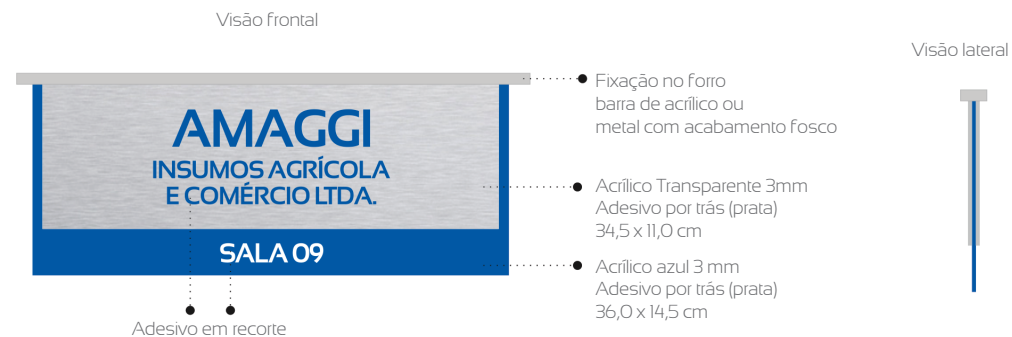 Visão frontal
Visão lateral
Fixação no forro
barra de acrílico ou
metal com acabamento fosco
AMAGGI
INSUMOS AGRÍCOLA
E COMÉRCIO LTDA.
Acrílico Transparente 3mm
Adesivo por trás (prata)
34,5 x 11,0 cm
SALA 09
Acrílico azul 3 mm
Adesivo por trás (prata)
36,0 x 14,5 cm
Adesivo em recorte